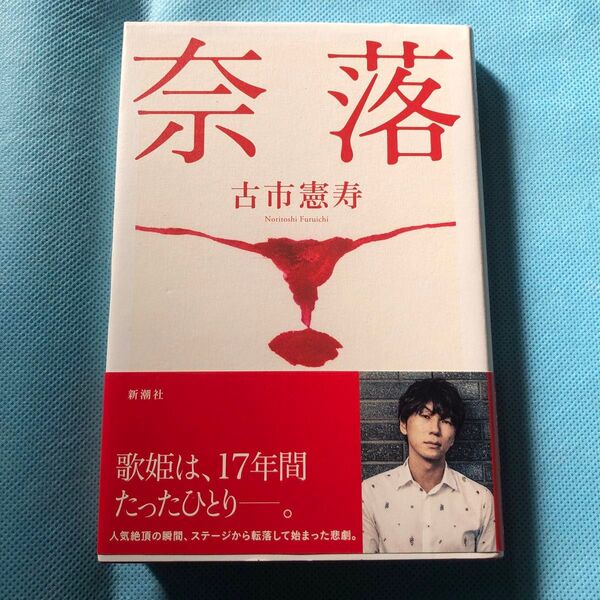 奈落
古市憲寿
Noritoshi Furuichi
新潮社
歌姫は、17年間
たったひとり──。
人気絶頂の瞬間、ステージから転落して始まった悲劇。